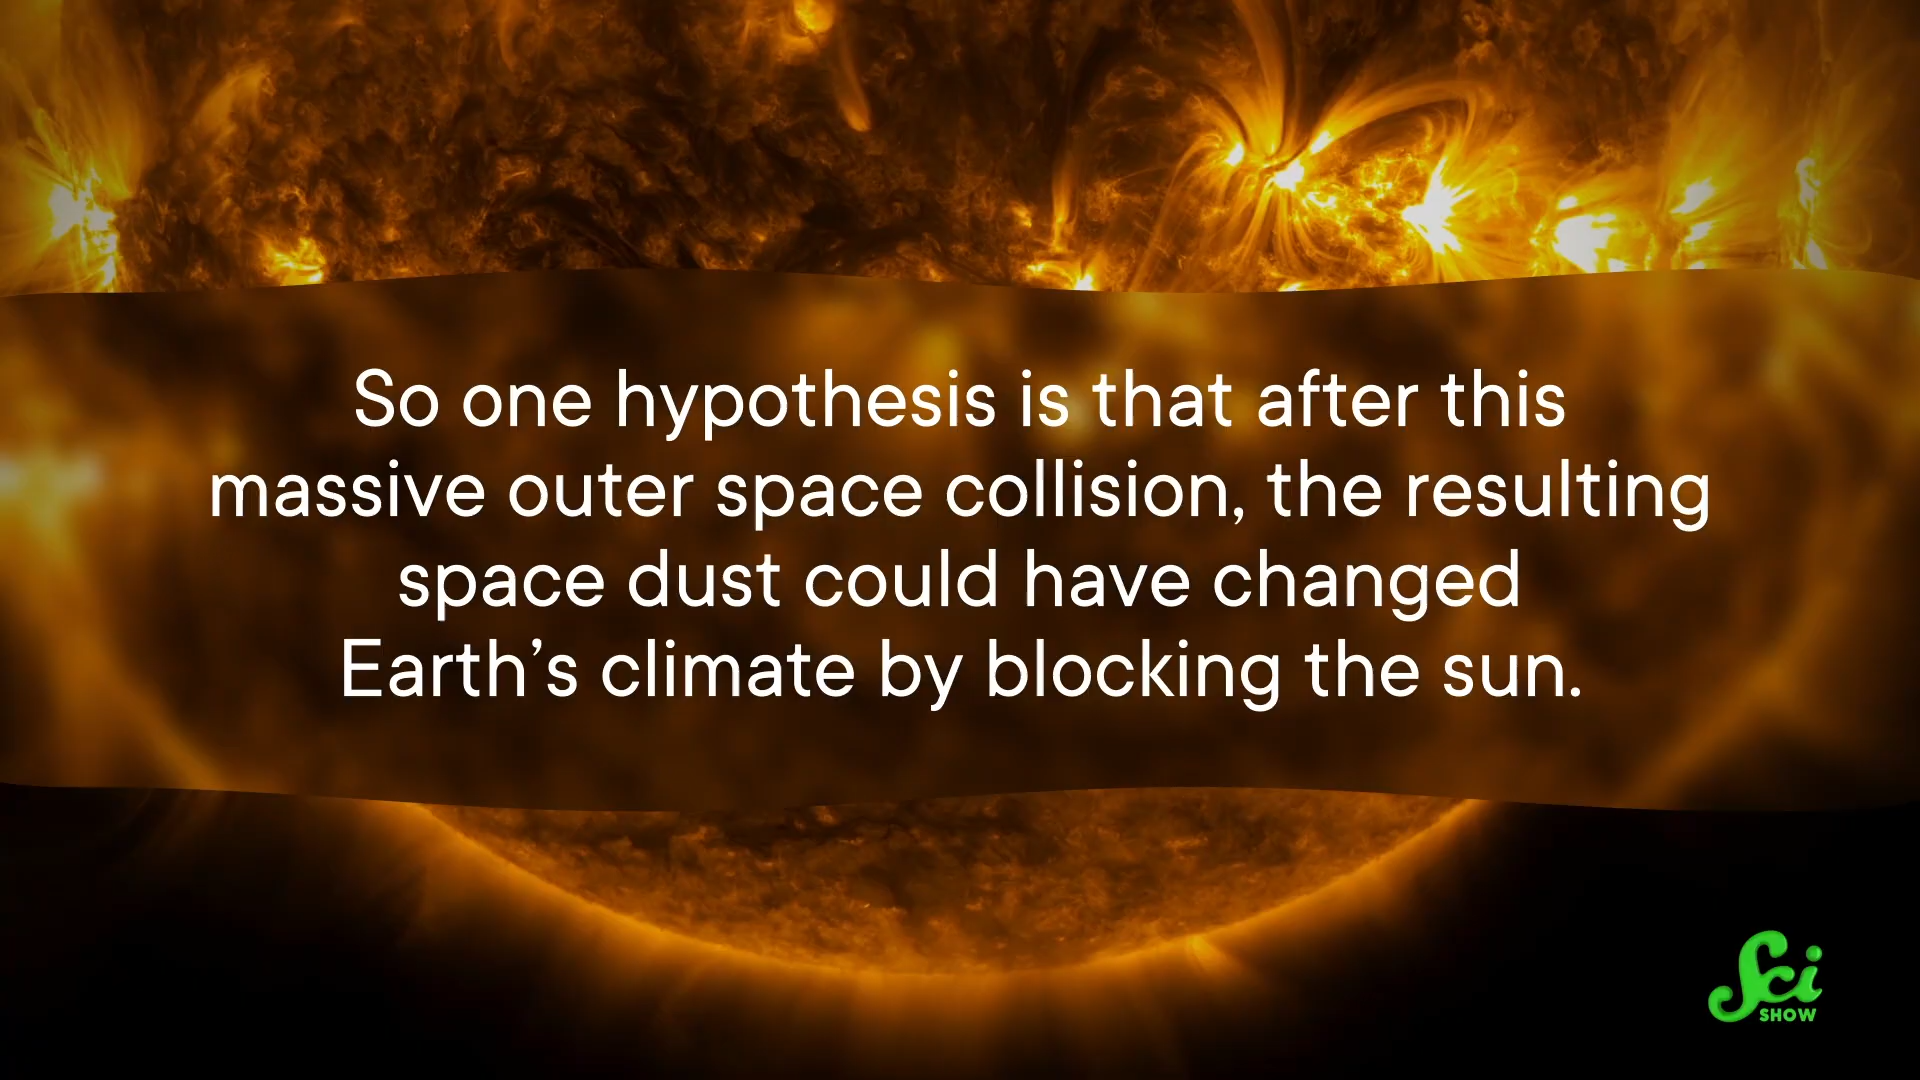 So one hypothesis is that after this
massive outer space collision, the resulting
space dust could have changed
Earth’s climate by blocking the sun.
Sci
SHOW